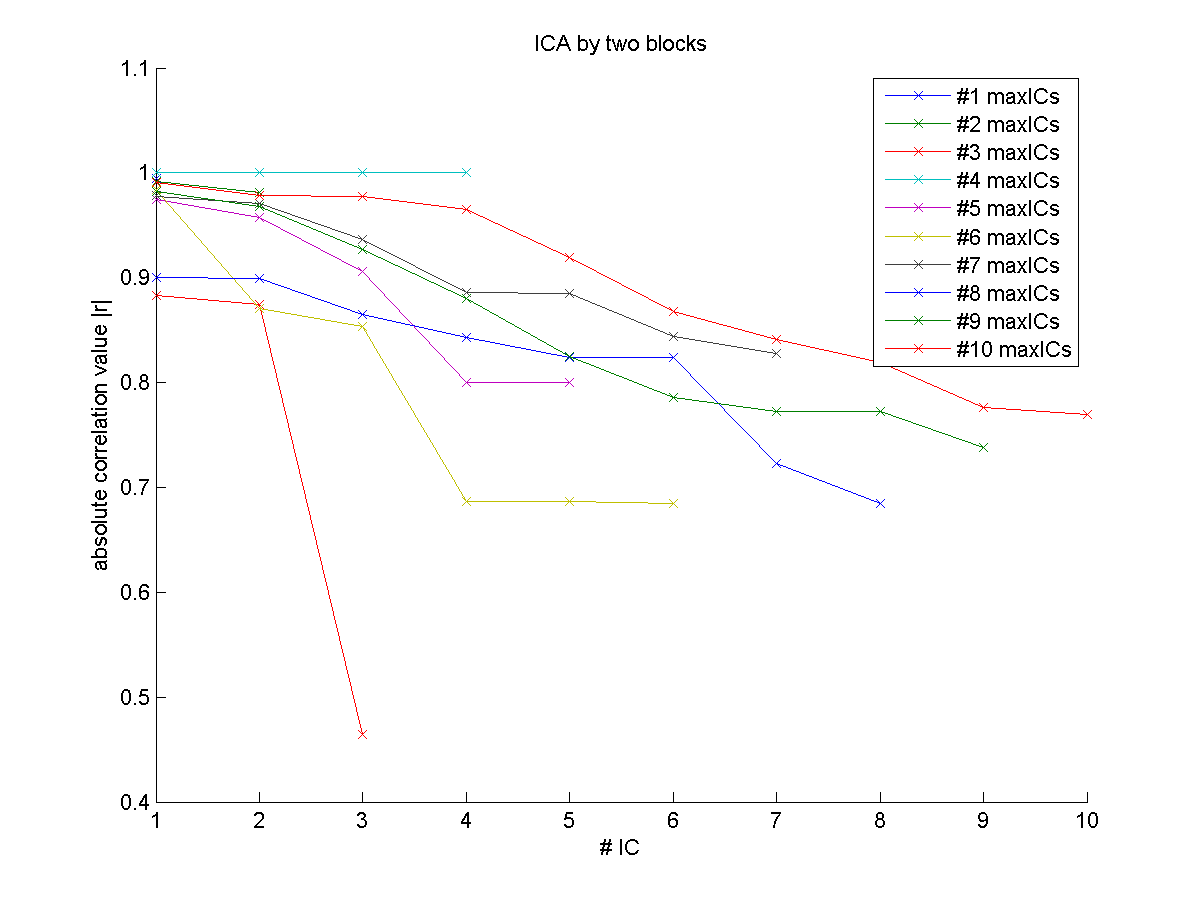 ICA by two blocks
1.1
1
0.9
0.8
0.7
0.6
0.5
0.4
absolute correlation value |r|
1 2 3 4 5 6 7 8 9 10
# IC
#1 maxICs
#2 maxICs
#3 maxICs
#4 maxICs
#5 maxICs
#6 maxICs
#7 maxICs
#8 maxICs
#9 maxICs
#10 maxICs